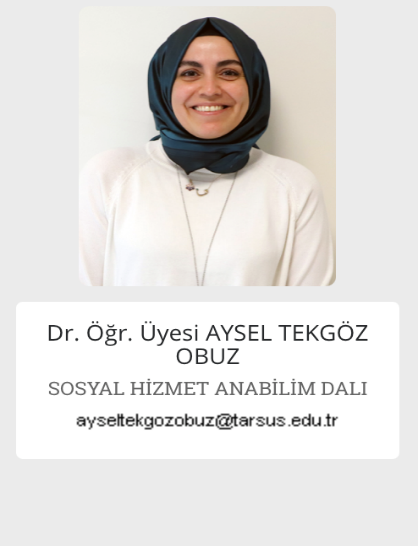 Dr. Öğr. Üyesi AYSEL TEKGÖZ
OBUZ
SOSYAL HİZMET ANABİLİM DALI
ayseltekgozobuz@tarsus.edu.tr